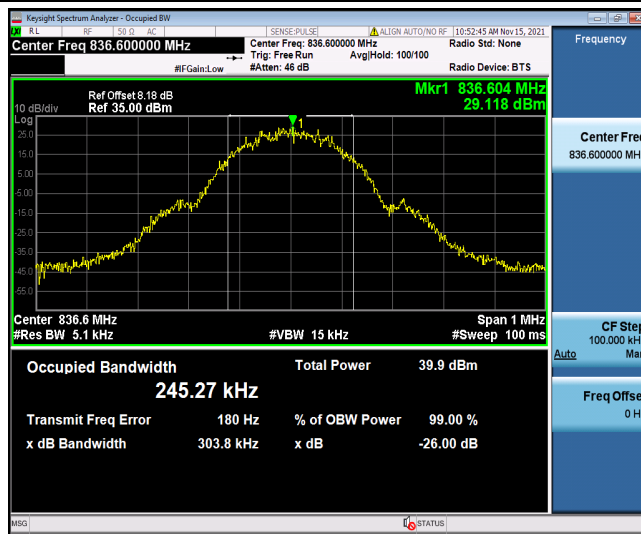 Keysight Spectrum Analyzer - Occupied BW
LXI RL RF 50 Ω AC SENSE:PULSE ALIGN AUTO/NO RF 10:52:45 AM Nov 15, 2021
Center Freq 836.600000 MHz Center Freq: 836.600000 MHz Radio Std: None
Trig: Free Run Avg|Hold: 100/100
#IFGain:Low #Atten: 46 dB Radio Device: BTS
Ref Offset 8.18 dB Mkr1 836.604 MHz
10 dB/div Ref 35.00 dBm 29.118 dBm
Log
1
25.0
15.0
5.00
-5.00
-15.0
-25.0
-35.0
-45.0
-55.0
Center 836.6 MHz Span 1 MHz
#Res BW 5.1 kHz #VBW 15 kHz #Sweep 100 ms
Occupied Bandwidth Total Power 39.9 dBm
245.27 kHz
Transmit Freq Error 180 Hz % of OBW Power 99.00 %
x dB Bandwidth 303.8 kHz x dB -26.00 dB
MSG STATUS
Frequency
Center Fre
836.600000 MH
CF Step
100.000 kH
Auto Ma
Freq Offse
0 H